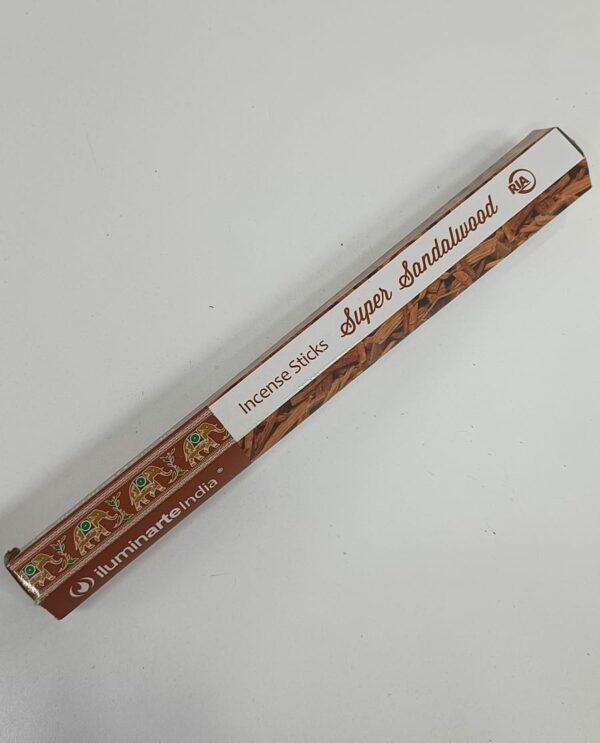 Incense Sticks Super Sandalwood RIA
iluminarteIndia®